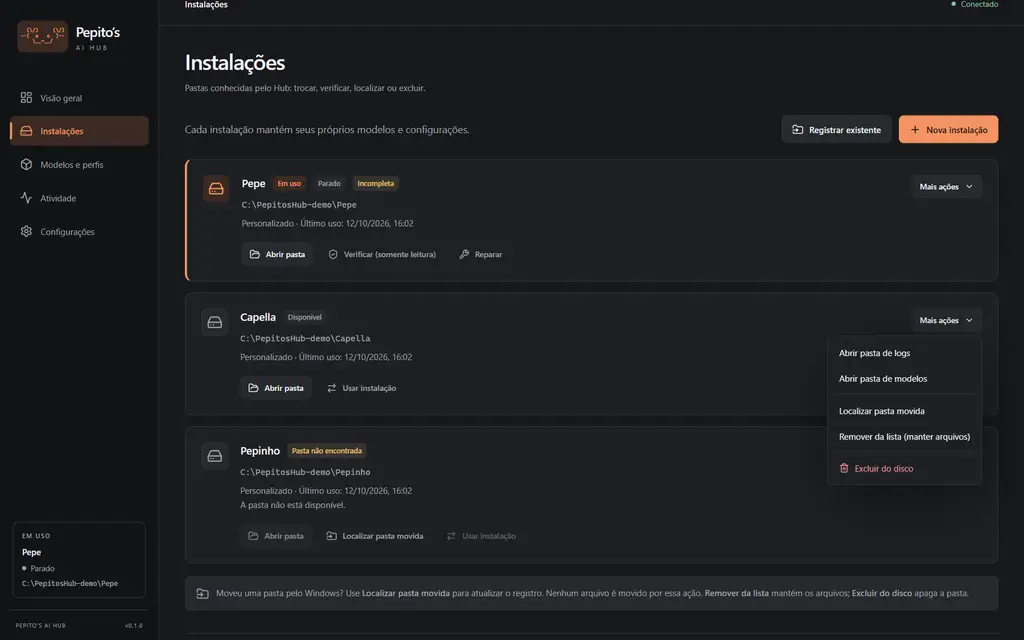 Pepito's
AI HUB
Visão geral
Instalações
Modelos e perfis
Atividade
Configurações
EM USO
Pepe
Parado
C:\PepitosHub-demo\Pepe
PEPITO'S AI HUB
v0.1.0
Instalações
Conectado
Instalações
Pastas conhecidas pelo Hub: trocar, verificar, localizar ou excluir.
Cada instalação mantém seus próprios modelos e configurações.
Registrar existente
Nova instalação
Pepe Em uso Parado Incompleta
Mais ações
C:\PepitosHub-demo\Pepe
Personalizado · Último uso: 12/10/2026, 16:02
Abrir pasta Verificar (somente leitura) Reparar
Capella Disponível
Mais ações
C:\PepitosHub-demo\Capella
Personalizado · Último uso: 12/10/2026, 16:02
Abrir pasta Usar instalação
Abrir pasta de logs
Abrir pasta de modelos
Localizar pasta movida
Remover da lista (manter arquivos)
Excluir do disco
Pepinho Pasta não encontrada
C:\PepitosHub-demo\Pepinho
Personalizado · Último uso: 12/10/2026, 16:02
A pasta não está disponível.
Abrir pasta Localizar pasta movida Usar instalação
Moveu uma pasta pelo Windows? Use Localizar pasta movida para atualizar o registro. Nenhum arquivo é movido por essa ação. Remover da lista mantém os arquivos; Excluir do disco apaga a pasta.